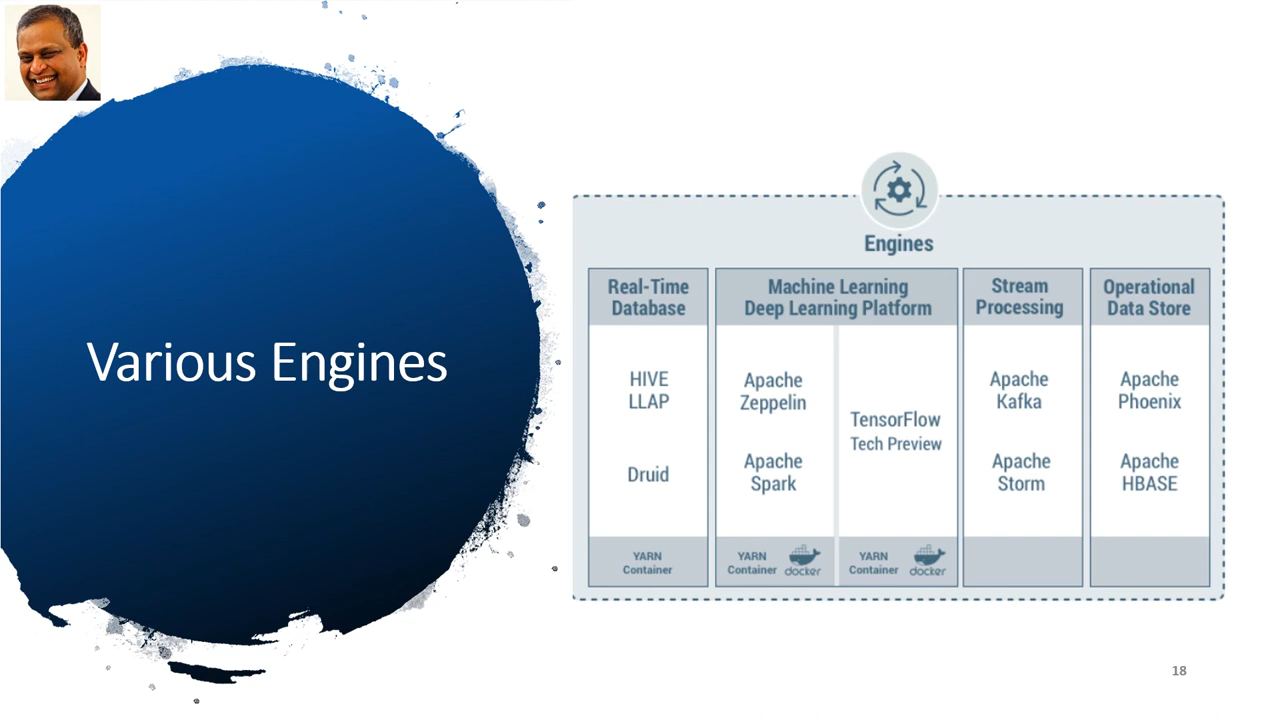 Various Engines
Engines
Real-Time
Database
HIVE
LLAP
Druid
YARN
Container
Machine Learning
Deep Learning Platform
Apache
Zeppelin
Apache
Spark
YARN
Container
docker
TensorFlow
Tech Preview
YARN
Container
docker
Stream
Processing
Apache
Kafka
Apache
Storm
Operational
Data Store
Apache
Phoenix
Apache
HBASE
18